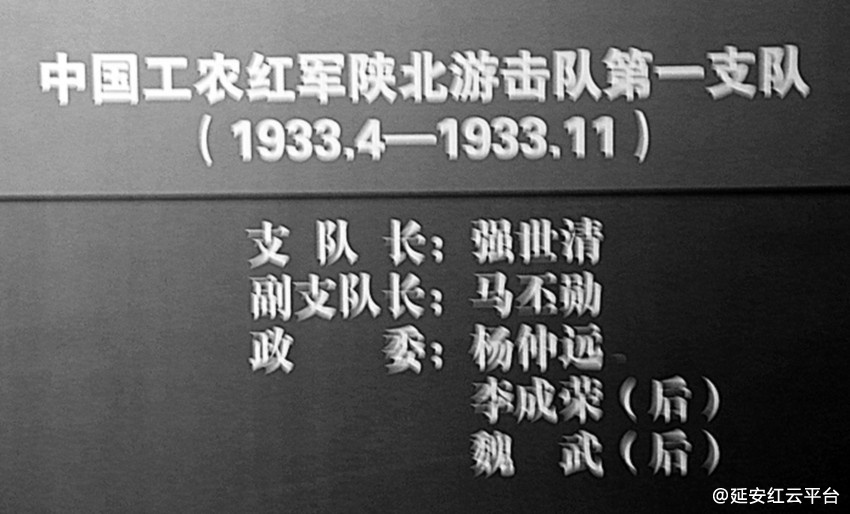 中国工农红军陕北游击队第一支队
（1933.4—1933.11）
支队长：强世清
副支队长：马丕勋
政委：杨仲远
李成荣（后）
魏武（后）
@延安红云平台